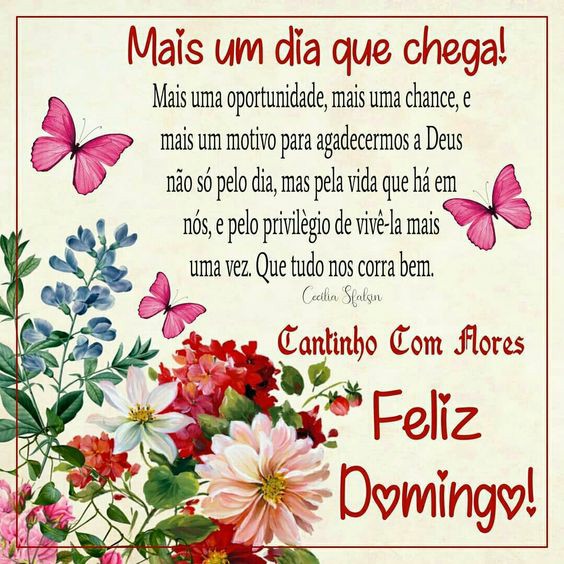 Mais um dia que chega!
Mais uma oportunidade, mais uma chance, e
mais um motivo para agadecermos a Deus
não só pelo dia, mas pela vida que há em
nós, e pelo privilègio de vivê-la mais
uma vez. Que tudo nos corra bem.
Cecilia Sfalsin
Cantinho Com Flores
Feliz
Domingo!